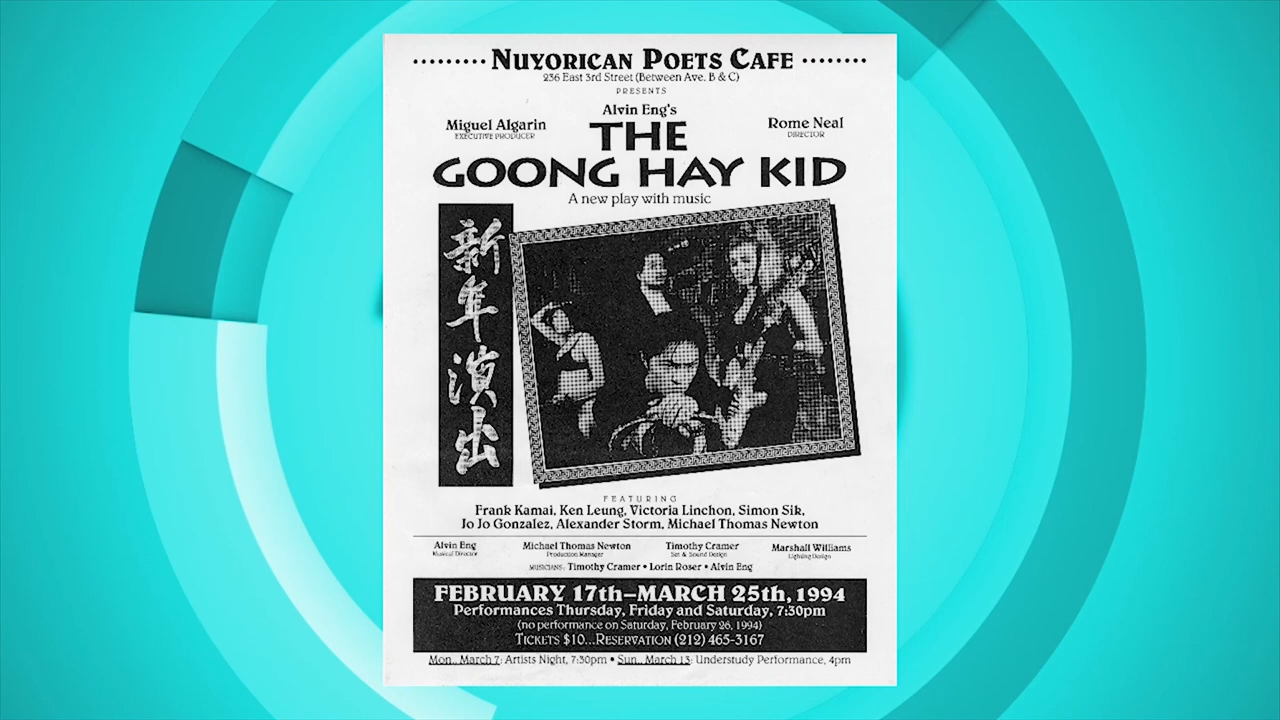 NUYORICAN POETS CAFE
236 East 3rd Street (Between Ave. B & C)
PRESENTS
Alvin Eng's
Miguel Algarin
EXECUTIVE PRODUCER
Rome Neal
DIRECTOR
THE
GOONG HAY KID
A new play with music
新年演出
FEATURING
Frank Kamai, Ken Leung, Victoria Linchon, Simon Sik,
Jo Jo Gonzalez, Alexander Storm, Michael Thomas Newton
Alvin Eng
Musical Director
Michael Thomas Newton
Production Manager
Timothy Cramer
Set & Sound Design
Marshall Williams
Lighting Design
MUSICIANS: Timothy Cramer • Lorin Roser • Alvin Eng
FEBRUARY 17th–MARCH 25th, 1994
Performances Thursday, Friday and Saturday, 7:30pm
(no performance on Saturday, February 26, 1994)
TICKETS $10...RESERVATION (212) 465-3167
Mon., March 7: Artists Night, 7:30pm • Sun., March 13: Understudy Performance, 4pm